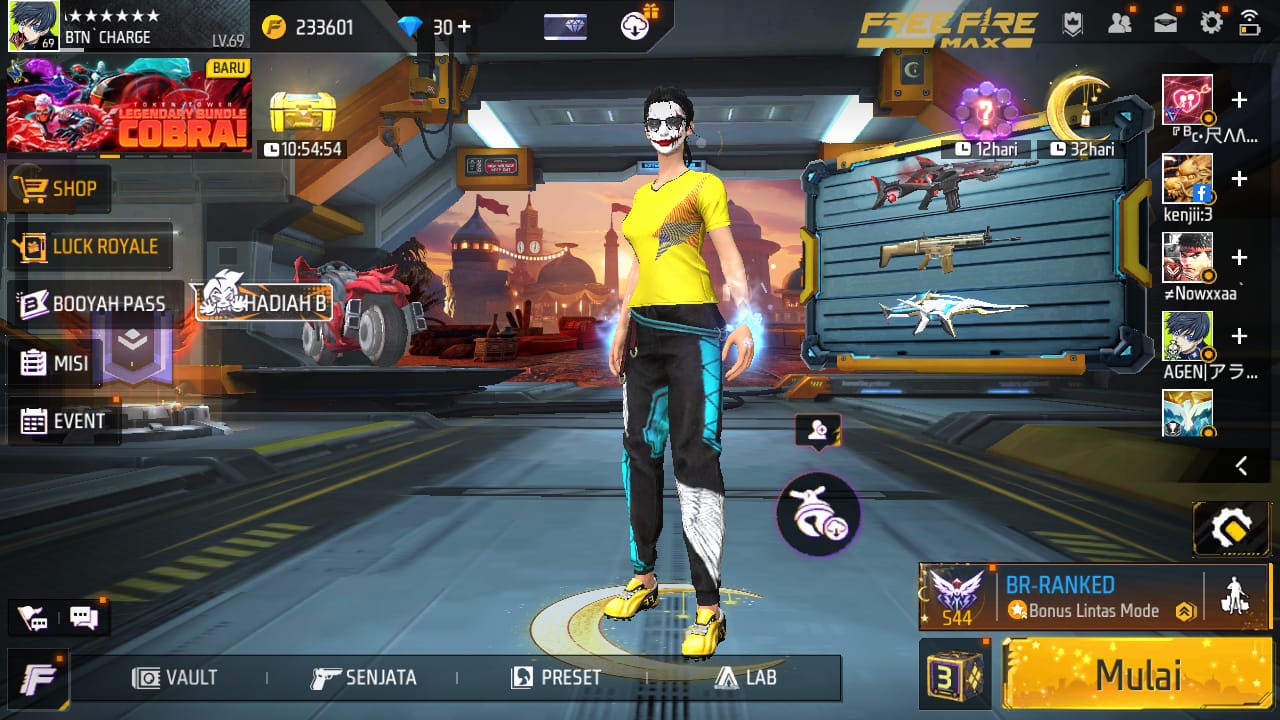 BTN`CHARGE
69
LV.69
233601
30 +
FREE FIRE
MAX
BARU
TOKEN TOWER
LEGENDARY BUNDLE
COBRA!
10:54:54
12hari
32hari
SHOP
LUCK ROYALE
BOOYAH PASS
HADIAH B
MISI
EVENT
kenjii:3
≠Nowxxaa`
AGEN|アラ...
BR-RANKED
Bonus Lintas Mode
S44
3
Mulai
VAULT
SENJATA
PRESET
LAB